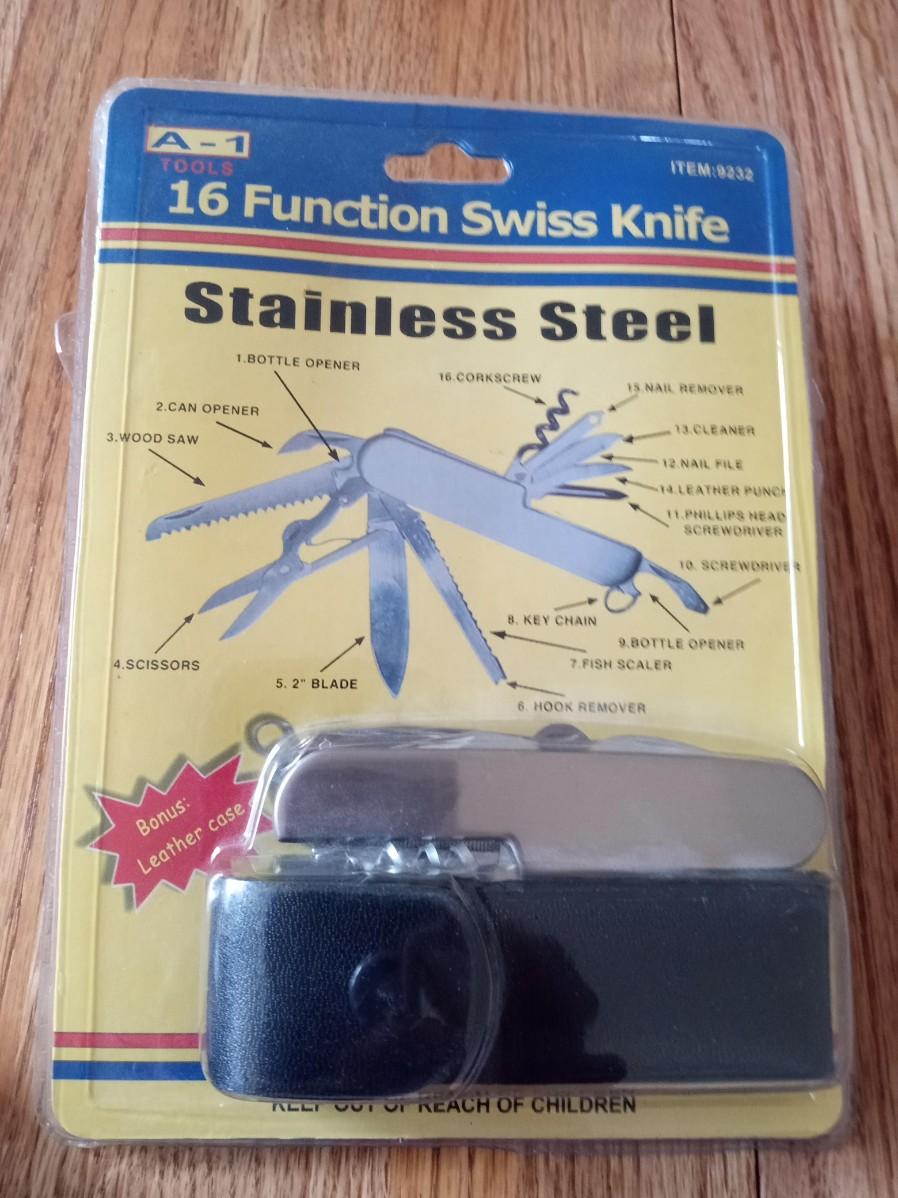 A-1
TOOLS
ITEM:9232
16 Function Swiss Knife
Stainless Steel
1.BOTTLE OPENER
2.CAN OPENER
3.WOOD SAW
16.CORKSCREW
15.NAIL REMOVER
13.CLEANER
12.NAIL FILE
14.LEATHER PUNCH
11.PHILLIPS HEAD
SCREWDRIVER
10. SCREWDRIVER
8. KEY CHAIN
9.BOTTLE OPENER
4.SCISSORS
5. 2" BLADE
7.FISH SCALER
6. HOOK REMOVER
Bonus:
Leather case
KEEP OUT OF REACH OF CHILDREN